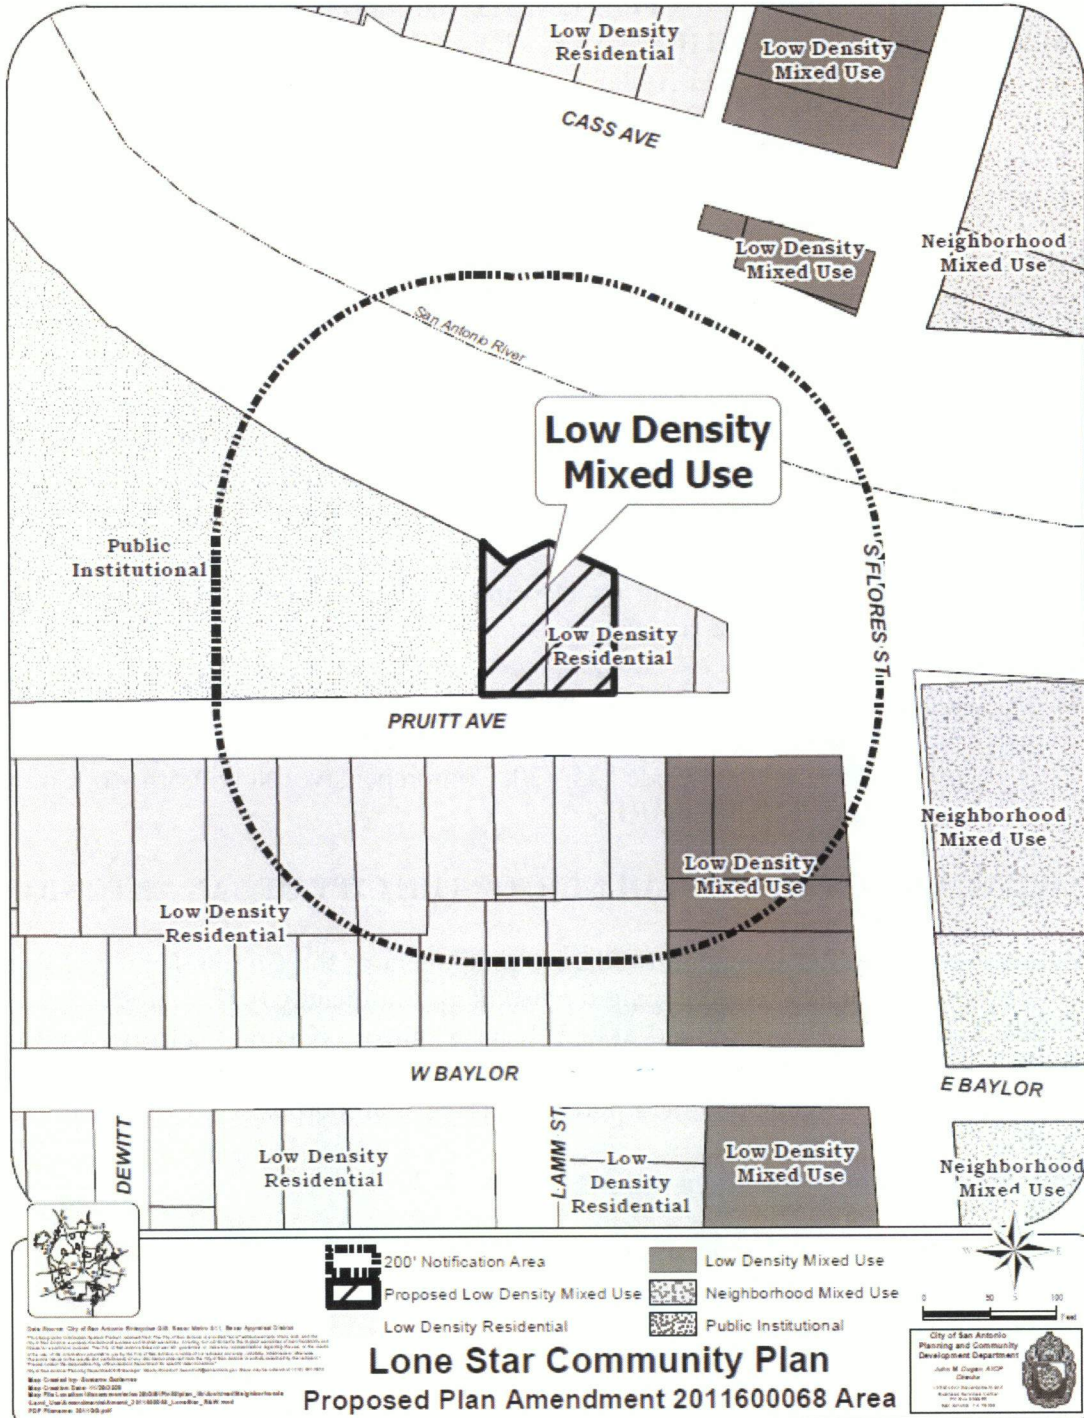 Low Density
Residential
Low Density
Mixed Use
CASS AVE
Low Density
Mixed Use
Neighborhood
Mixed Use
San Antonio River
Low Density
Mixed Use
S FLORES ST
Public
Institutional
Low Density
Residential
PRUITT AVE
Neighborhood
Mixed Use
Low Density
Mixed Use
Low Density
Residential
W BAYLOR
E BAYLOR
DEWITT
Low Density
Residential
LAMM ST
Low
Density
Residential
Low Density
Mixed Use
Neighborhood
Mixed Use
200' Notification Area
Proposed Low Density Mixed Use
Low Density Residential
Low Density Mixed Use
Neighborhood Mixed Use
Public Institutional
W E
S
0 50 100
Feet
Lone Star Community Plan
Proposed Plan Amendment 2011600068 Area
City of San Antonio
Planning and Community
Development Department